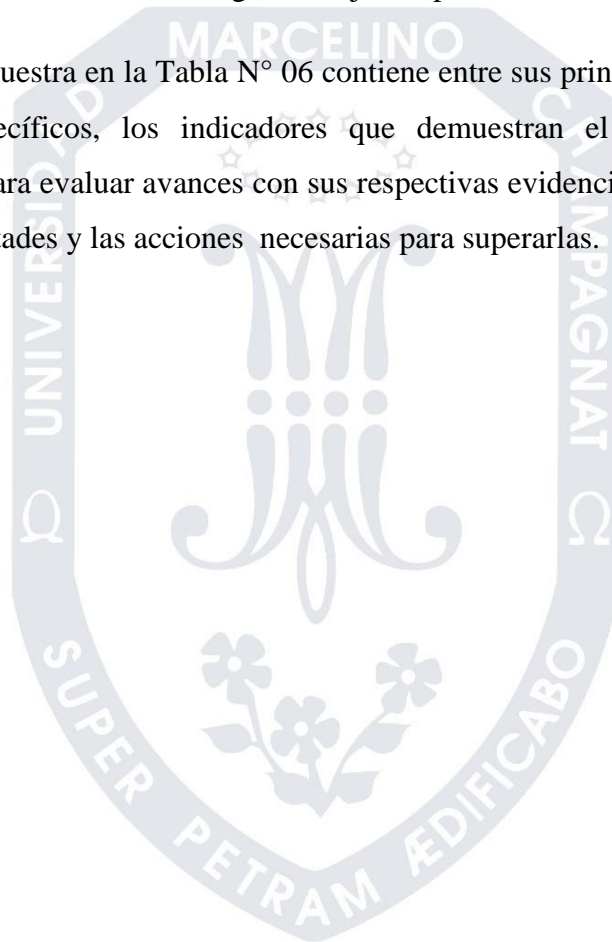 MARCELINO
uestra en la Tabla N° 06 contiene entre sus prin
ecíficos, los indicadores que demuestran el
ara evaluar avances con sus respectivas evidenci
tades y las acciones necesarias para superarlas.
UNIVERSIDAD
CHAMPAGNAT
Ω Ω
SUPER PETRAM ÆDIFICABO